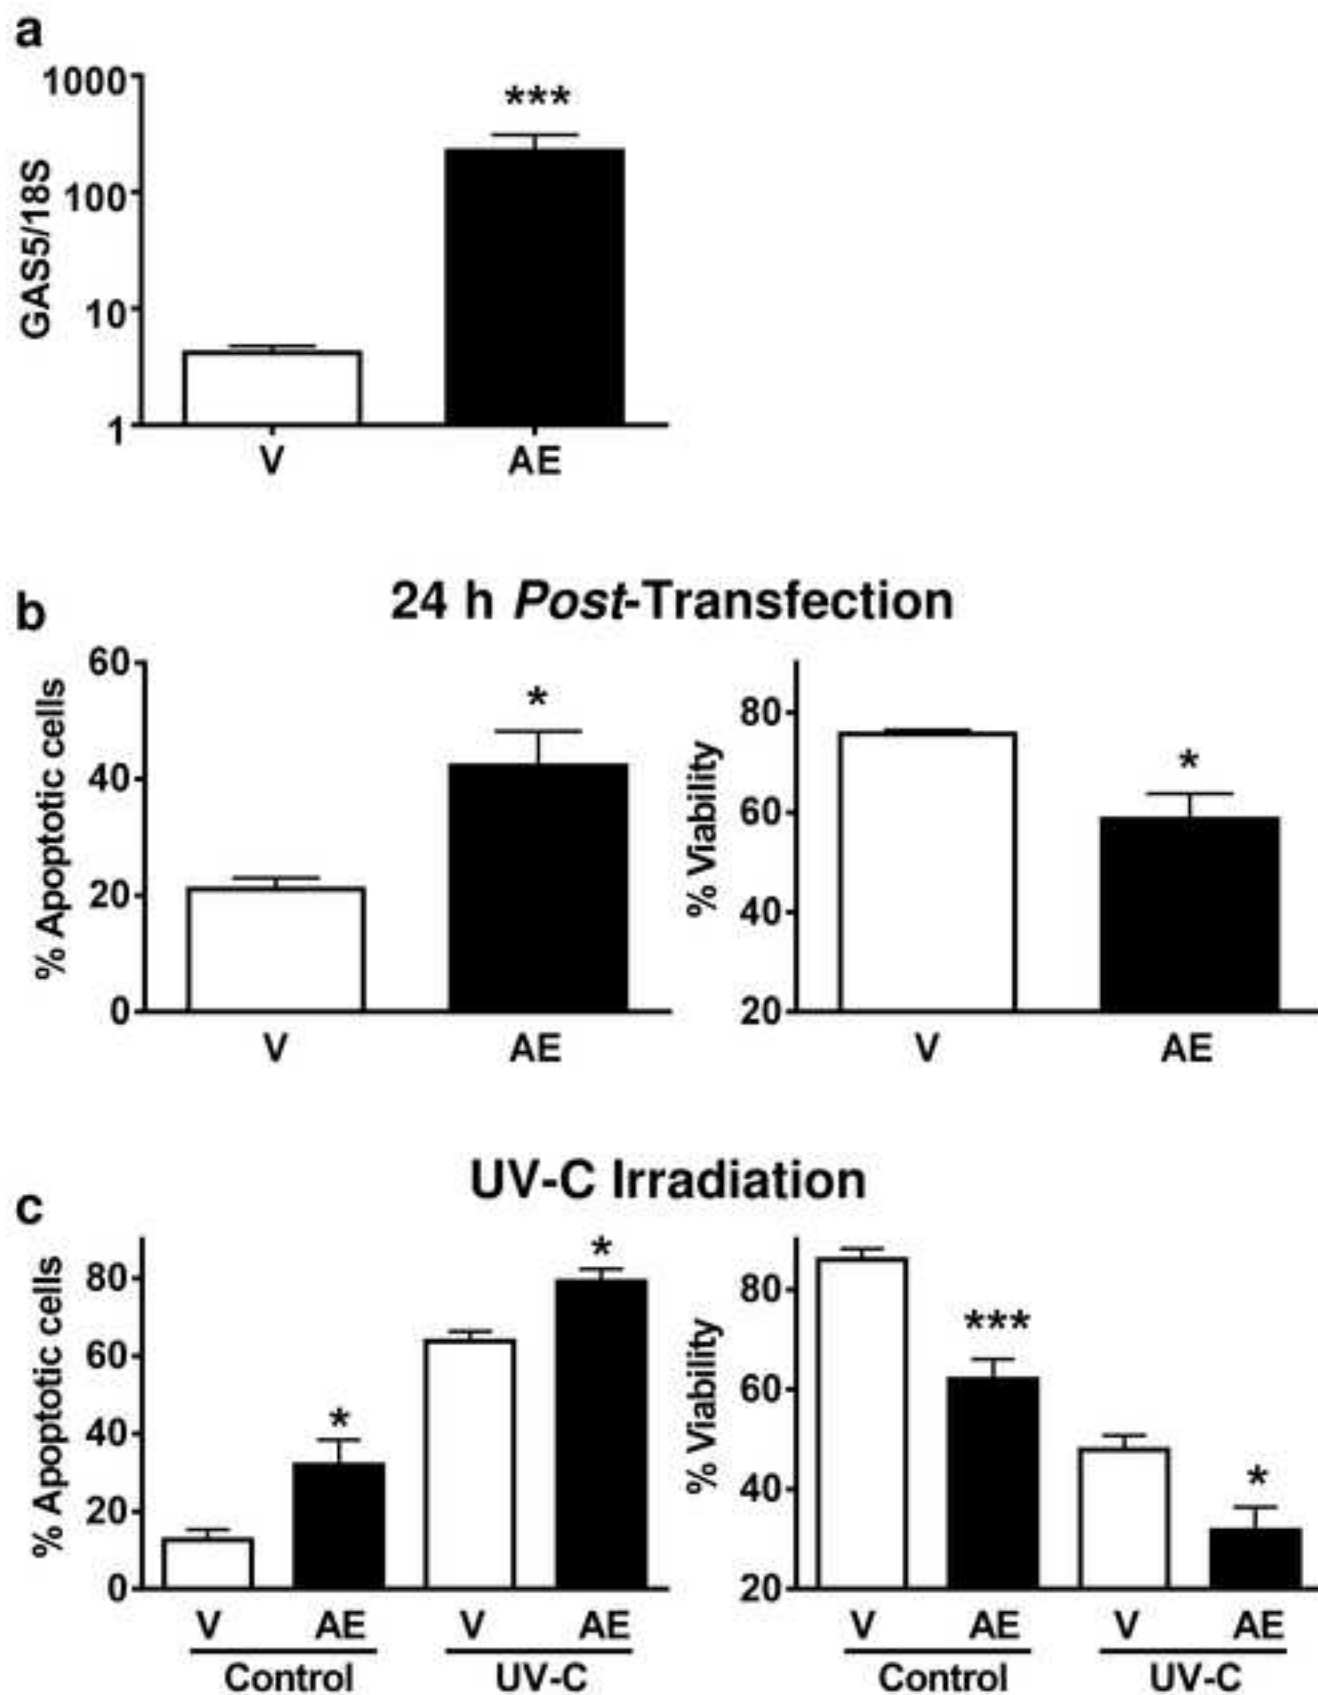 a
GAS5/18S
1000
100
10
1
***
V AE
b
24 h Post-Transfection
% Apoptotic cells
60
40
20
0
*
V AE
% Viability
80
60
40
20
*
V AE
c
UV-C Irradiation
% Apoptotic cells
80
60
40
20
0
*
*
V AE V AE
Control UV-C
% Viability
80
60
40
20
***
*
V AE V AE
Control UV-C